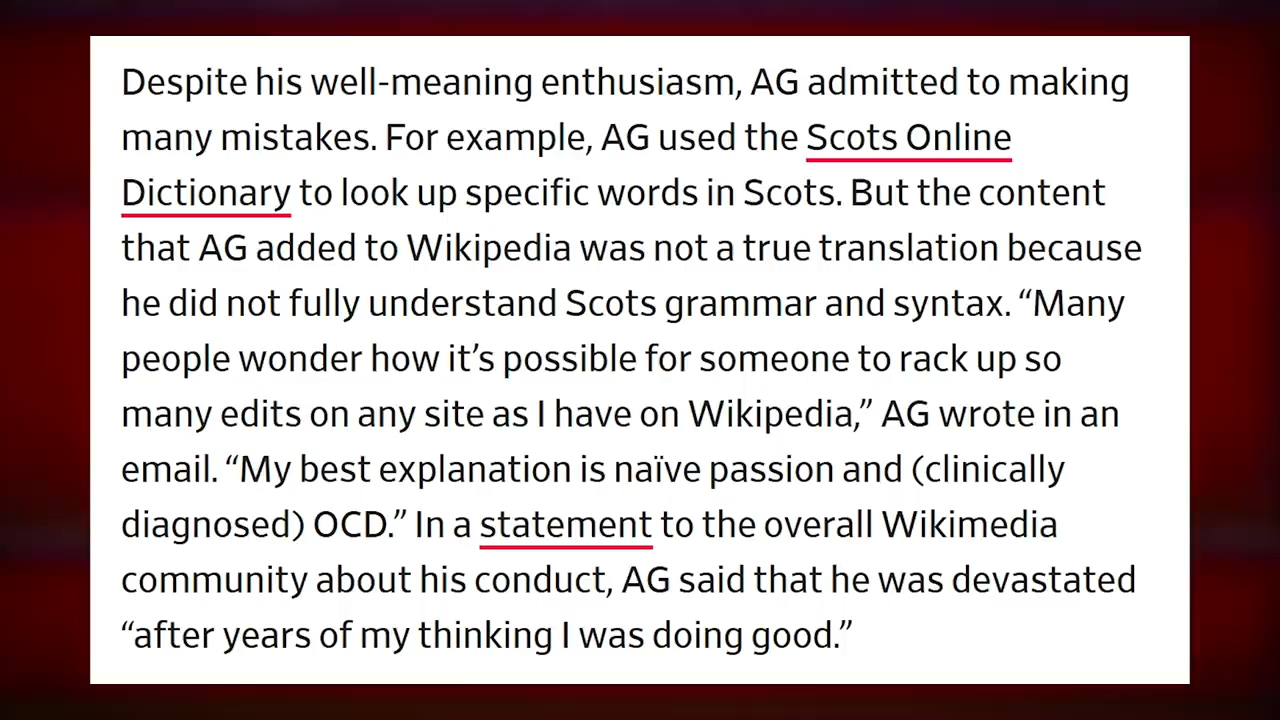 Despite his well-meaning enthusiasm, AG admitted to making
many mistakes. For example, AG used the Scots Online
Dictionary to look up specific words in Scots. But the content
that AG added to Wikipedia was not a true translation because
he did not fully understand Scots grammar and syntax. “Many
people wonder how it’s possible for someone to rack up so
many edits on any site as I have on Wikipedia,” AG wrote in an
email. “My best explanation is naïve passion and (clinically
diagnosed) OCD.” In a statement to the overall Wikimedia
community about his conduct, AG said that he was devastated
“after years of my thinking I was doing good.”